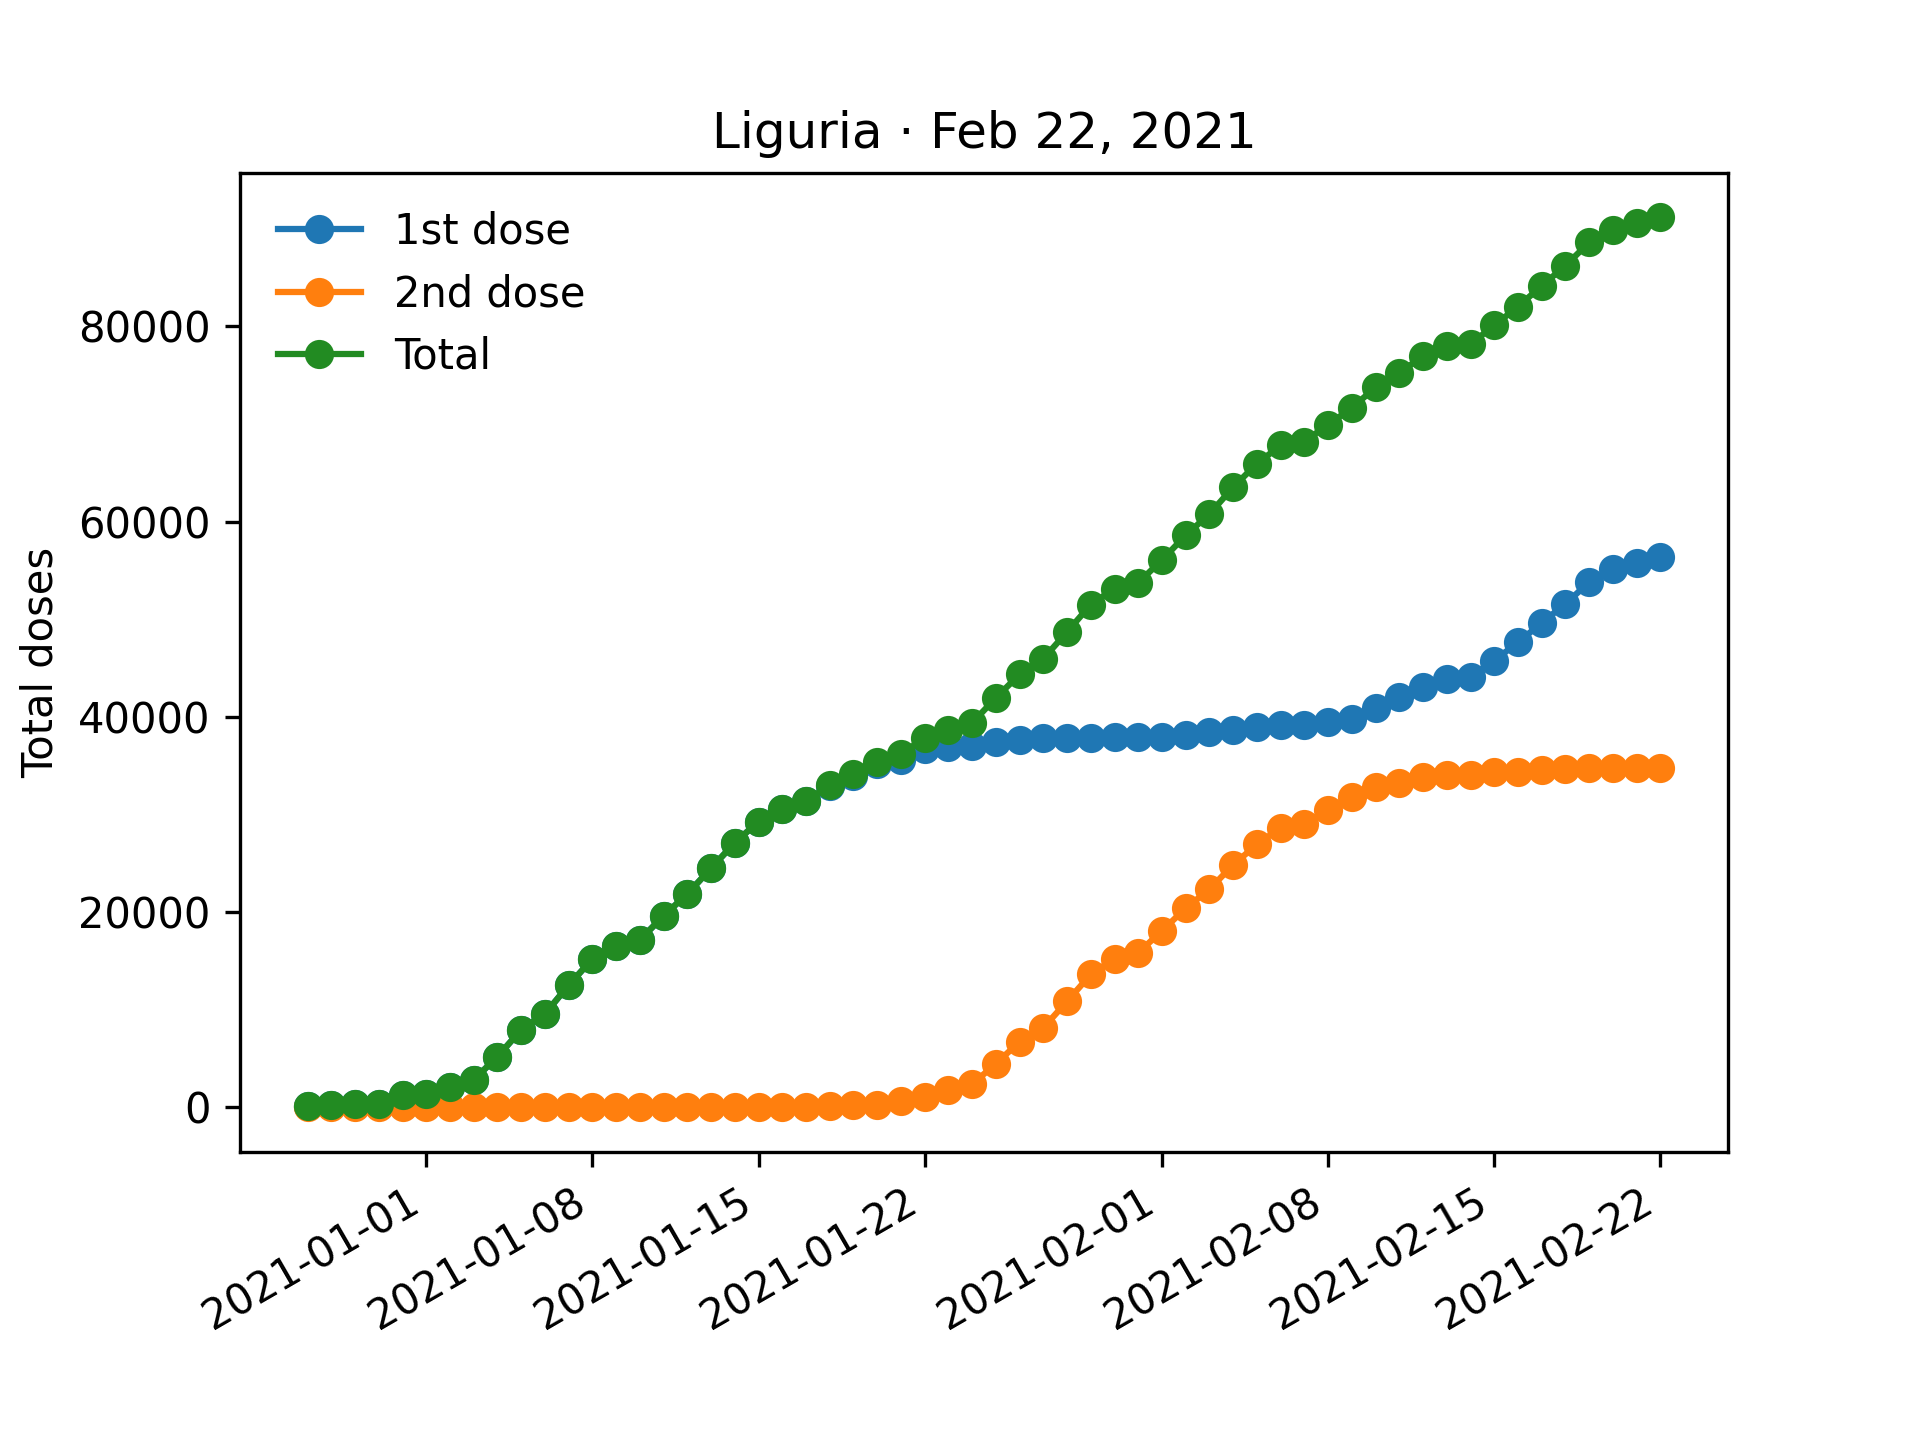 Liguria · Feb 22, 2021
1st dose
2nd dose
Total
Total doses
80000
60000
40000
20000
0
2021-01-01
2021-01-08
2021-01-15
2021-01-22
2021-02-01
2021-02-08
2021-02-15
2021-02-22